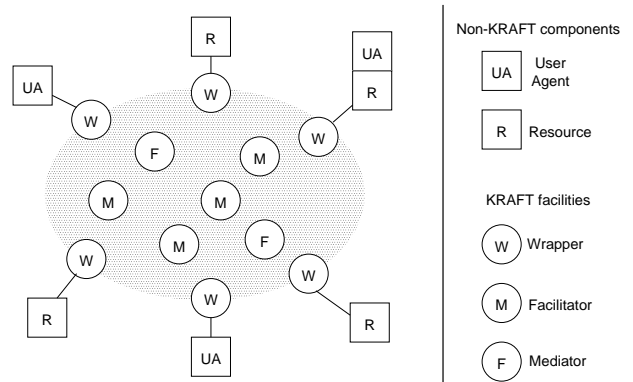 R
UA
UA
R
W
W
W
F
M
M
M
M
F
W
W
W
R
R
UA
Non-KRAFT components
UA
User
Agent
R
Resource
KRAFT facilities
W
Wrapper
M
Facilitator
F
Mediator